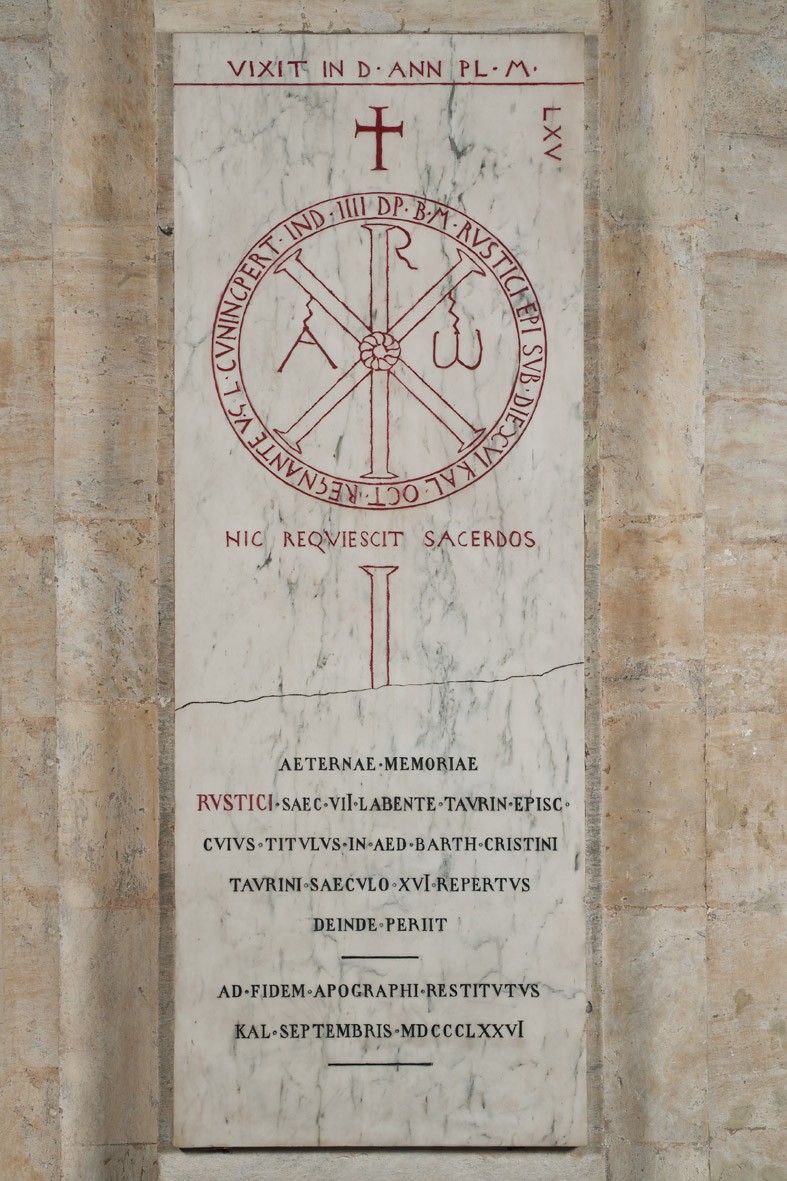 VIXIT IN D·ANN PL·M·
LXV
IND·IIII DP·B·M·RVSTICI·EPI SVB·DIE·XVI KAL·OCT·REGNANTE V·S·L·CVNINCPERT·
R
A Ѡ
HIC REQVIESCIT SACERDOS
AETERNAE·MEMORIAE
RVSTICI·SAEC·VII·LABENTE·TAVRIN·EPISC·
CVIVS·TITVLVS·IN·AED·BARTH·CRISTINI
TAVRINI·SAECVLO·XVI·REPERTVS
DEINDE·PERIIT
AD·FIDEM·APOGRAPHI·RESTITVTVS
KAL·SEPTEMBRIS·MDCCCLXXVI